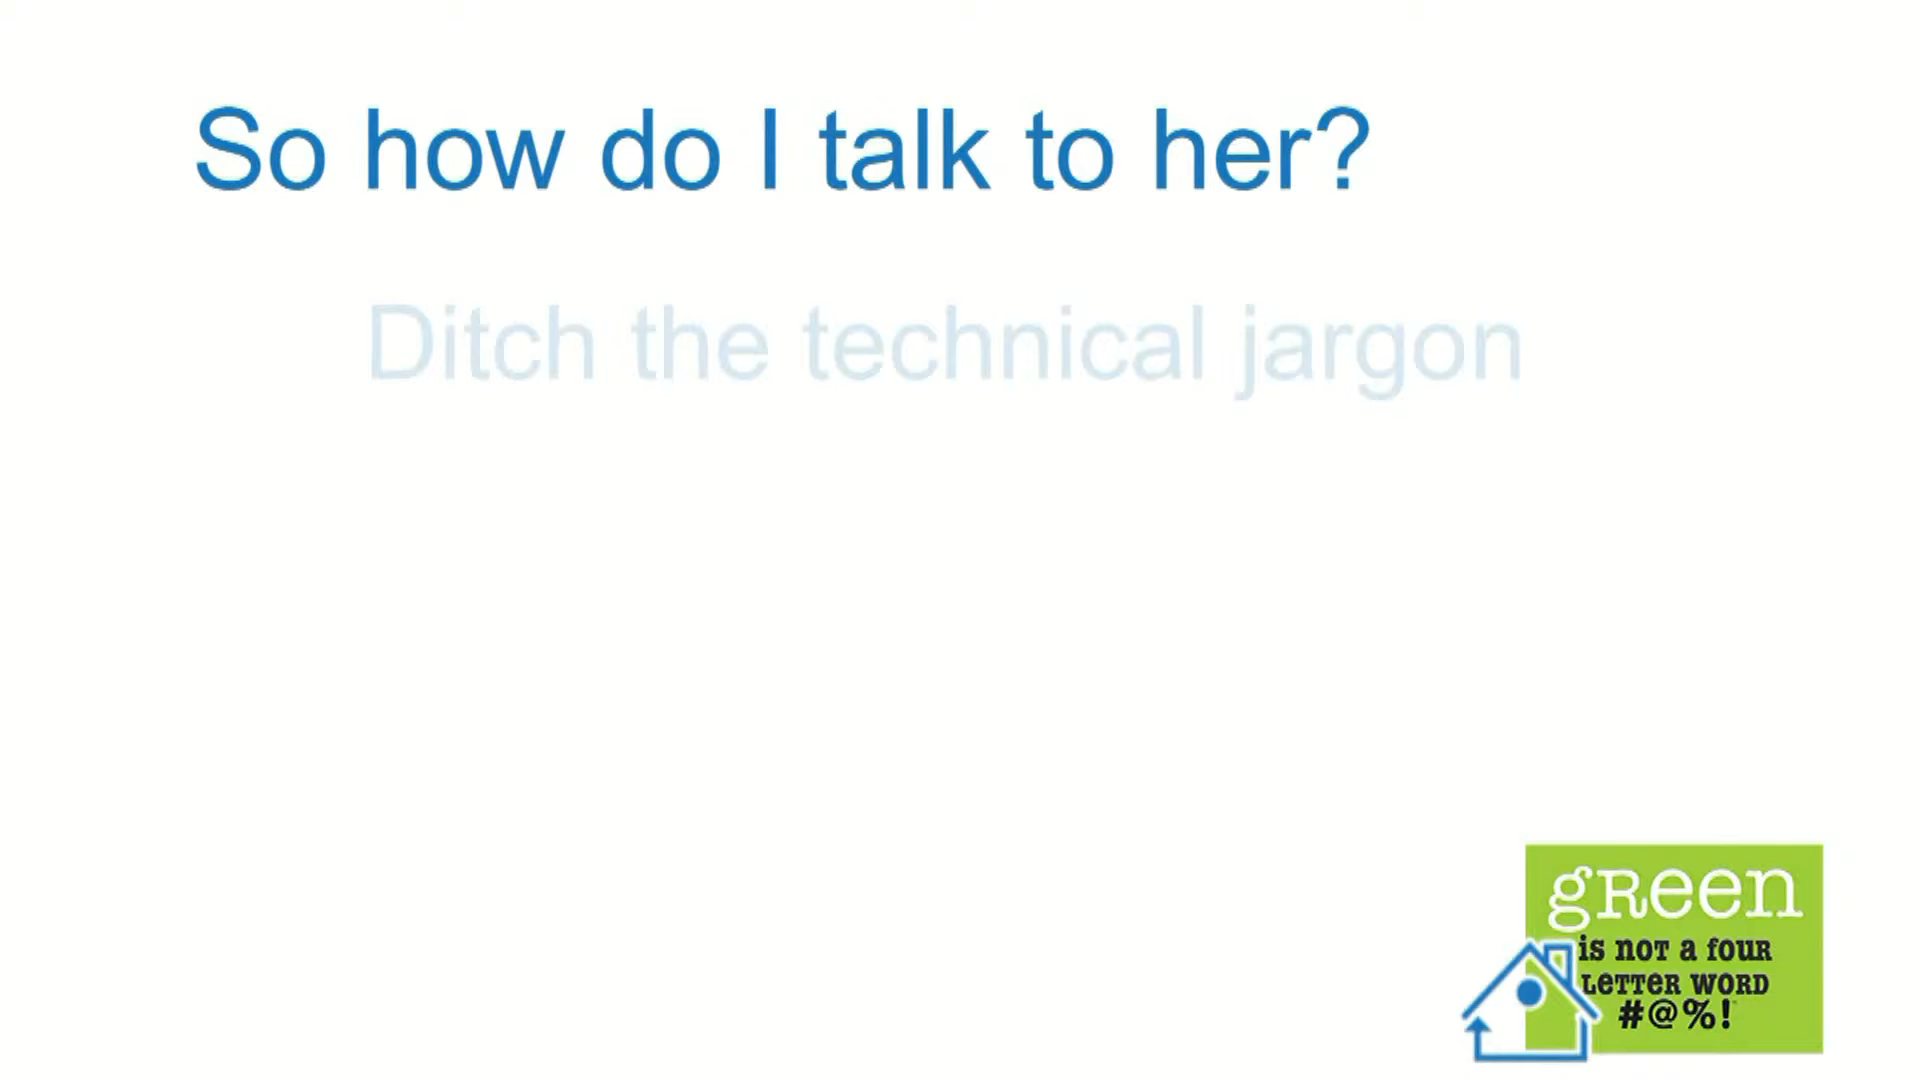 So how do I talk to her?
Ditch the technical jargon
gReen
is not a four
Letter word
#@%!